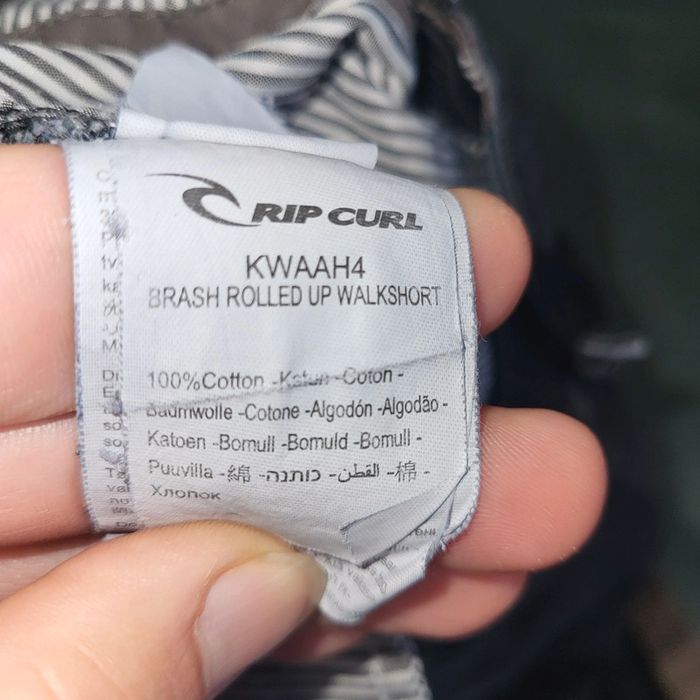 RIP CURL
KWAAH4
BRASH ROLLED UP WALKSHORT
100%Cotton -Katun -Coton -
Baumwolle -Cotone -Algodón -Algodão -
Katoen -Bomull -Bomuld -Bomull -
Puuvilla -綿- כותנה- القطن- 棉 -
Хлопок